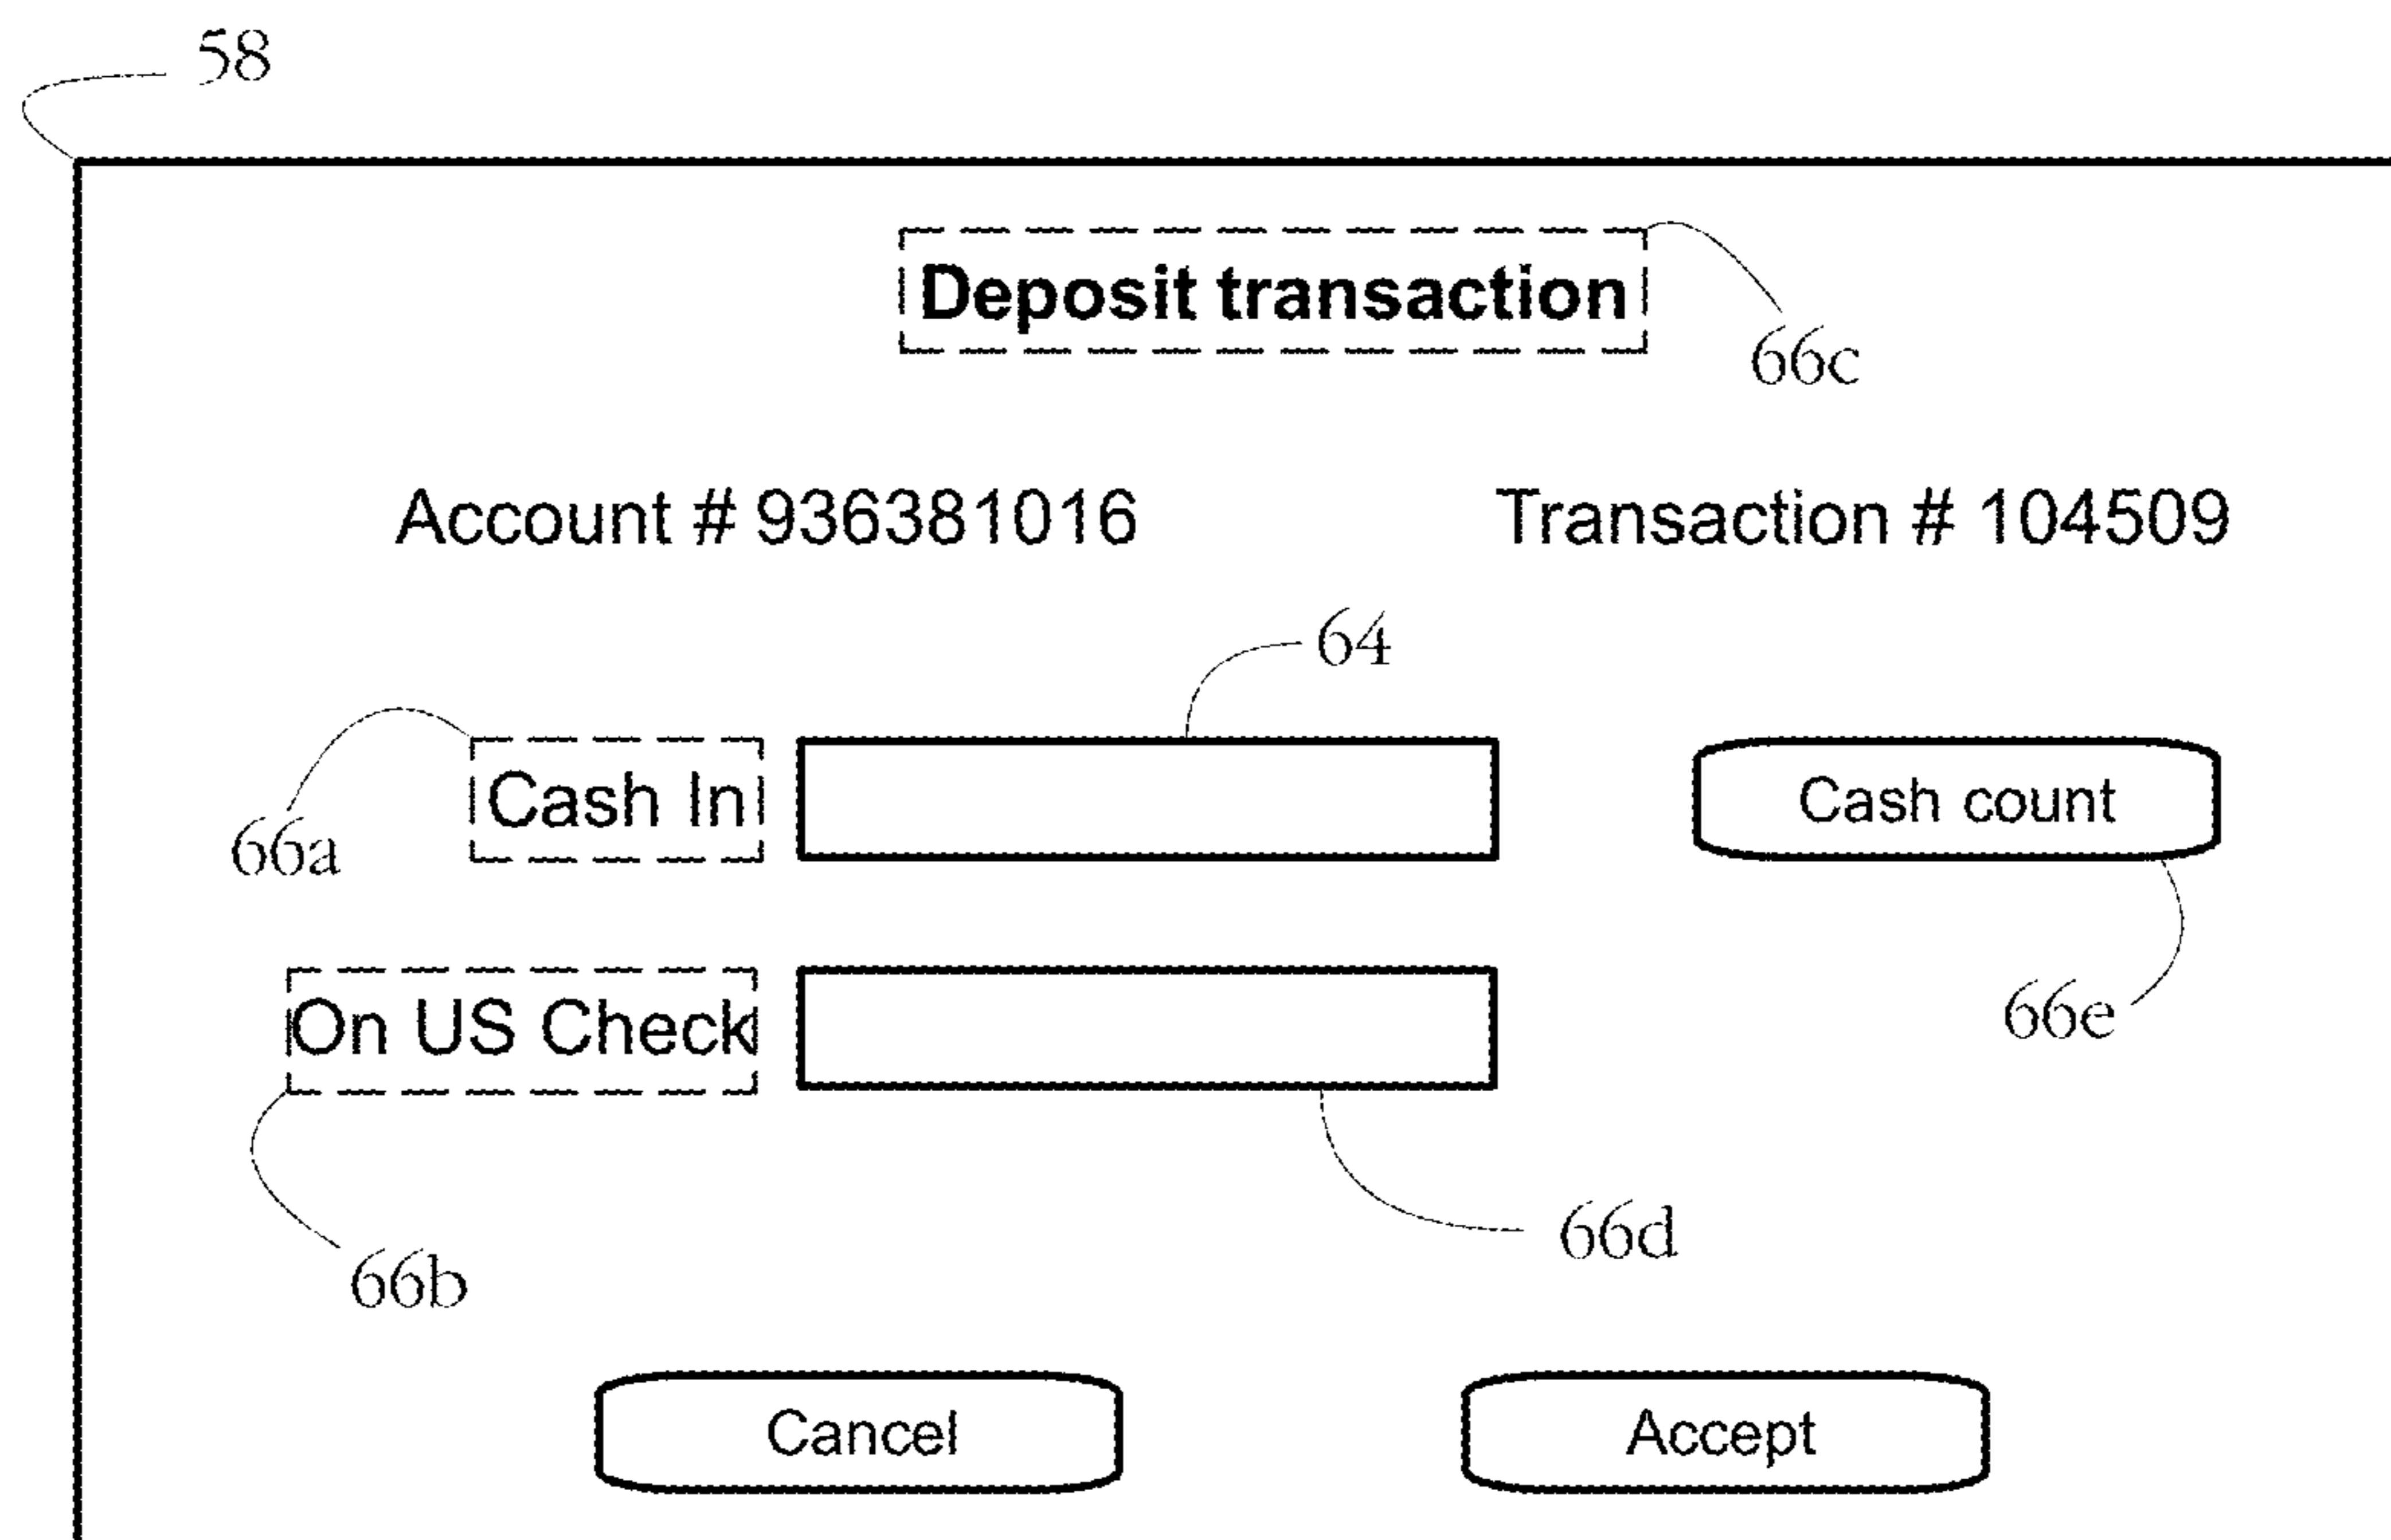 58
Deposit transaction
66c
Account # 936381016 Transaction # 104509
64
Cash In Cash count
66a
On US Check
66e
66d
66b
Cancel Accept